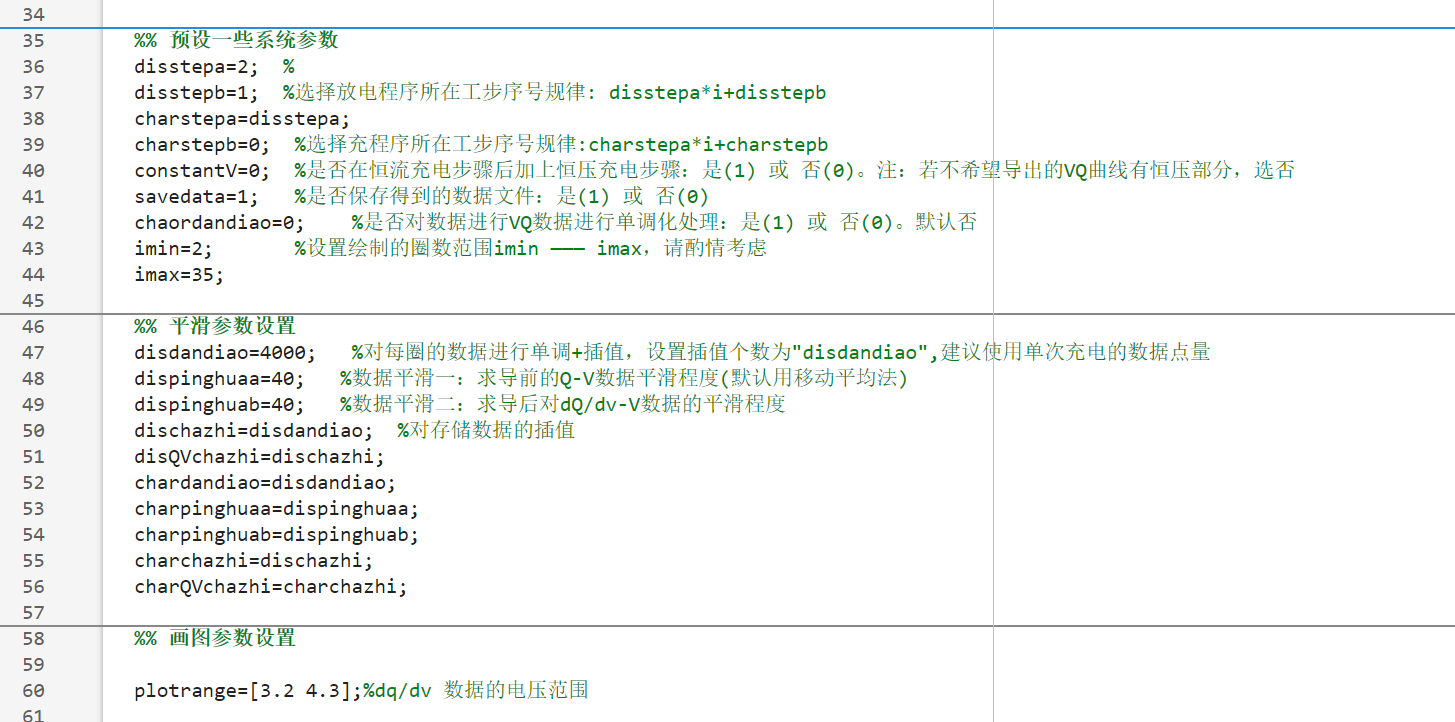 34
35 %% 预设一些系统参数
36 disstepa=2;  %
37 disstepb=1;  %选择放电程序所在工步序号规律: disstepa*i+disstepb
38 charstepa=disstepa;
39 charstepb=0;  %选择充程序所在工步序号规律:charstepa*i+charstepb
40 constantV=0;  %是否在恒流充电步骤后加上恒压充电步骤：是(1) 或 否(0)。注：若不希望导出的VQ曲线有恒压部分，选否
41 savedata=1;   %是否保存得到的数据文件：是(1) 或 否(0)
42 chaordandiao=0;    %是否对数据进行VQ数据进行单调化处理：是(1) 或 否(0)。默认否
43 imin=2;       %设置绘制的圈数范围imin ——— imax，请酌情考虑
44 imax=35;
45
46 %% 平滑参数设置
47 disdandiao=4000;   %对每圈的数据进行单调+插值，设置插值个数为"disdandiao",建议使用单次充电的数据点量
48 dispinghuaa=40;   %数据平滑一：求导前的Q-V数据平滑程度(默认用移动平均法)
49 dispinghuab=40;   %数据平滑二：求导后对dQ/dv-V数据的平滑程度
50 dischazhi=disdandiao;  %对存储数据的插值
51 disQVchazhi=dischazhi;
52 chardandiao=disdandiao;
53 charpinghuaa=dispinghuaa;
54 charpinghuab=dispinghuab;
55 charchazhi=dischazhi;
56 charQVchazhi=charchazhi;
57
58 %% 画图参数设置
59
60 plotrange=[3.2 4.3];%dq/dv 数据的电压范围
61